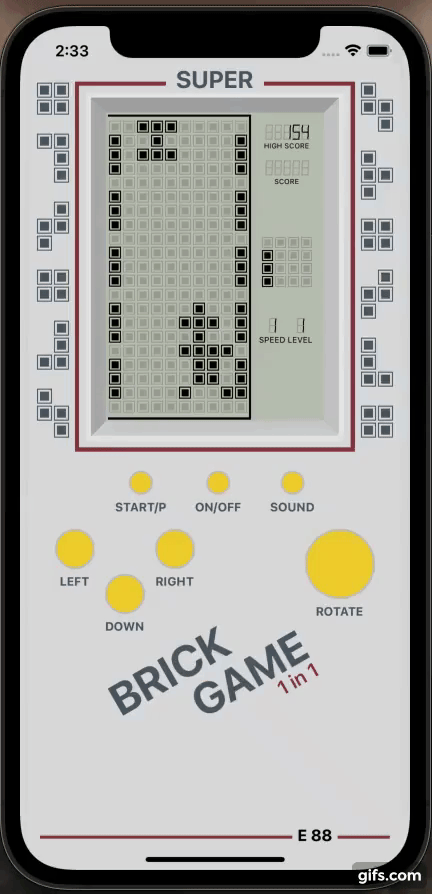 2:33
SUPER
154
HIGH SCORE
SCORE
1 1
SPEED LEVEL
START/P ON/OFF SOUND
LEFT RIGHT
DOWN
ROTATE
BRICK
GAME
1 in 1
E 88
gifs.com